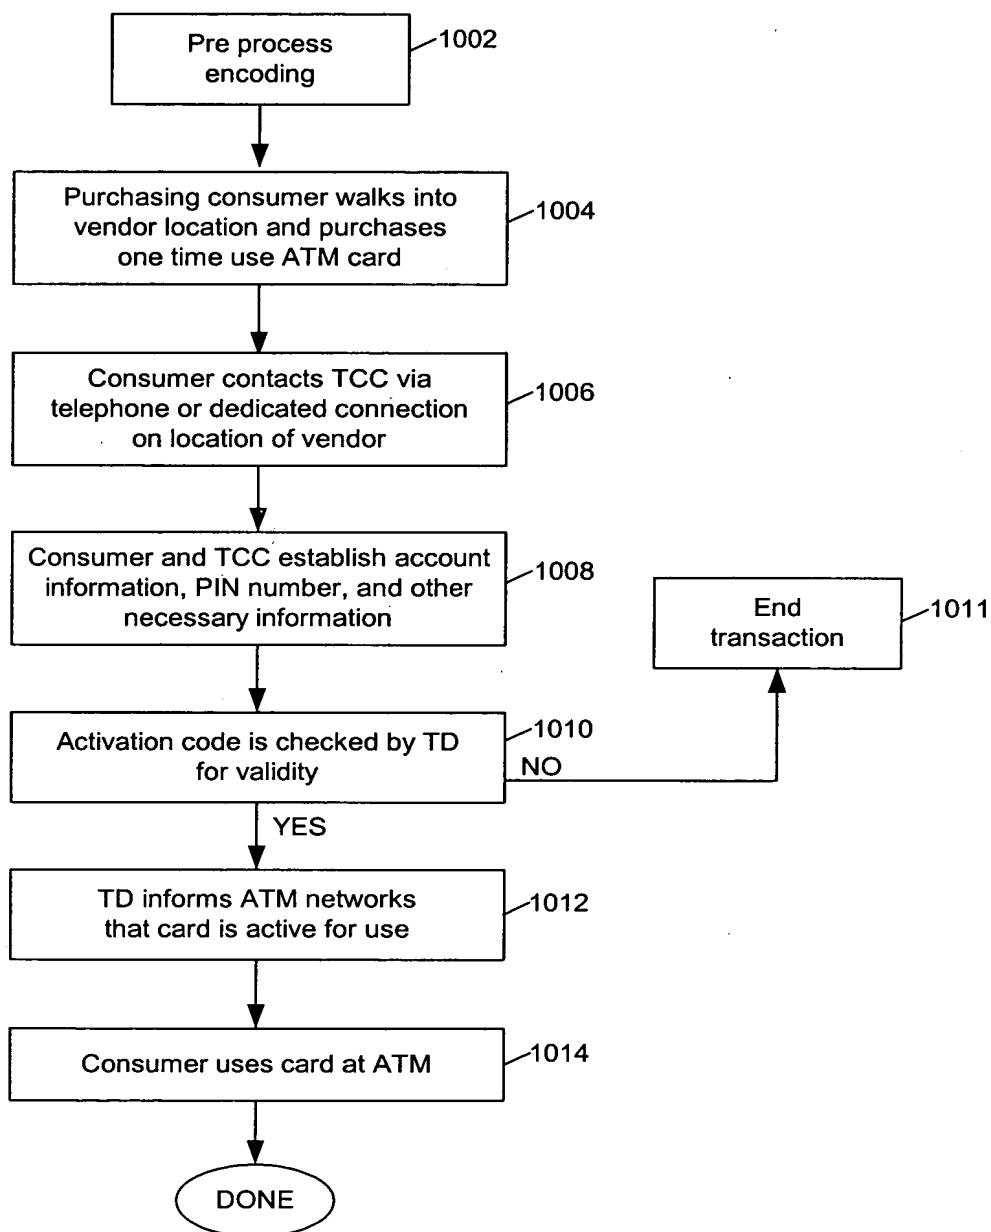 Pre process
encoding
1002
Purchasing consumer walks into
vendor location and purchases
one time use ATM card
1004
Consumer contacts TCC via
telephone or dedicated connection
on location of vendor
1006
Consumer and TCC establish account
information, PIN number, and other
necessary information
1008
End
transaction
1011
Activation code is checked by TD
for validity
1010
NO
YES
TD informs ATM networks
that card is active for use
1012
Consumer uses card at ATM
1014
DONE